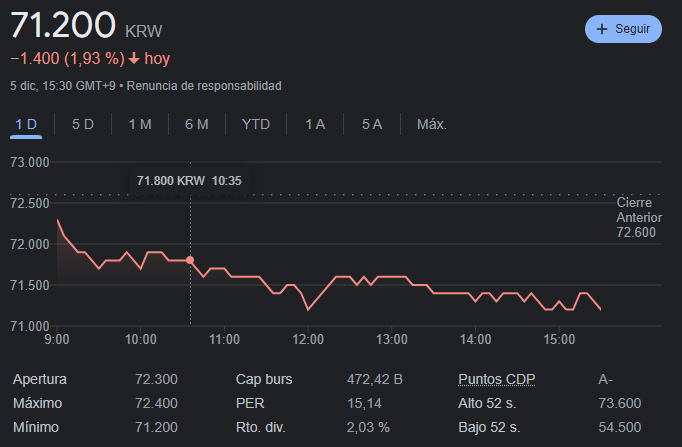 71.200 KRW
+ Seguir
−1.400 (1,93 %) ↓ hoy
5 dic, 15:30 GMT+9 • Renuncia de responsabilidad
1 D 5 D 1 M 6 M YTD 1 A 5 A Máx.
73.000
71.800 KRW 10:35
72.500
Cierre
Anterior
72.600
72.000
71.500
71.000
9:00 10:00 11:00 12:00 13:00 14:00 15:00
Apertura 72.300 Cap burs 472,42 B Puntos CDP A-
Máximo 72.400 PER 15,14 Alto 52 s. 73.600
Mínimo 71.200 Rto. div. 2,03 % Bajo 52 s. 54.500